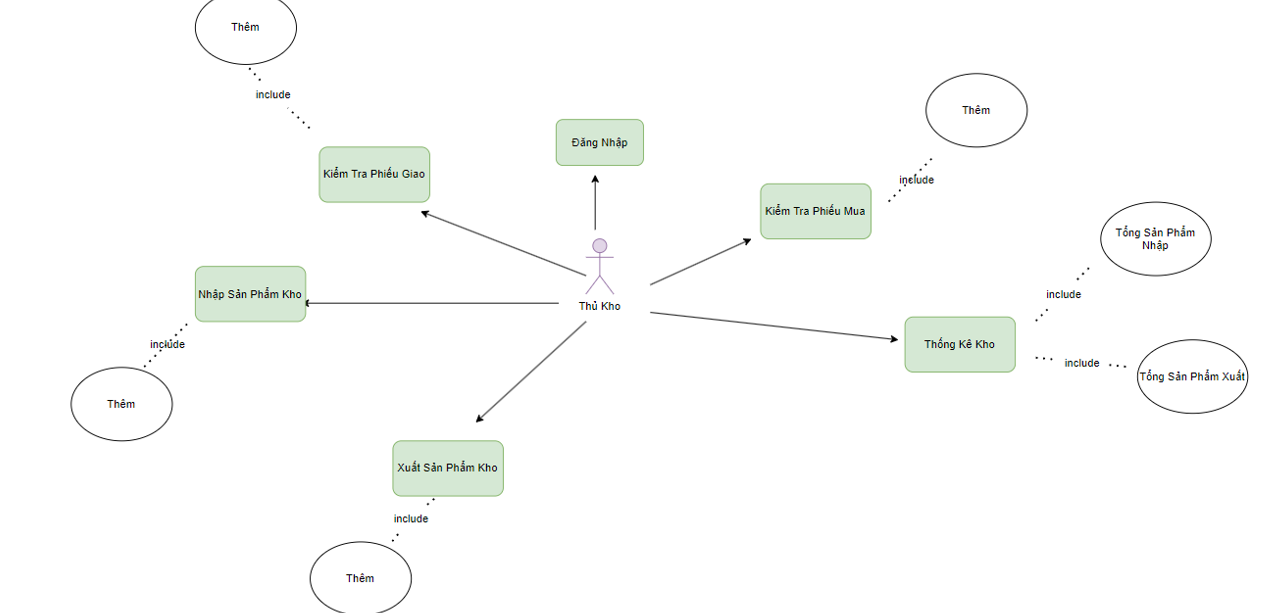 Thêm
include
Thêm
Đăng Nhập
Kiểm Tra Phiếu Giao
include
Kiểm Tra Phiếu Mua
Tổng Sản Phẩm
Nhập
Nhập Sản Phẩm Kho
include
Thủ Kho
include
Thống Kê Kho
include
Tổng Sản Phẩm Xuất
Thêm
Xuất Sản Phẩm Kho
include
Thêm